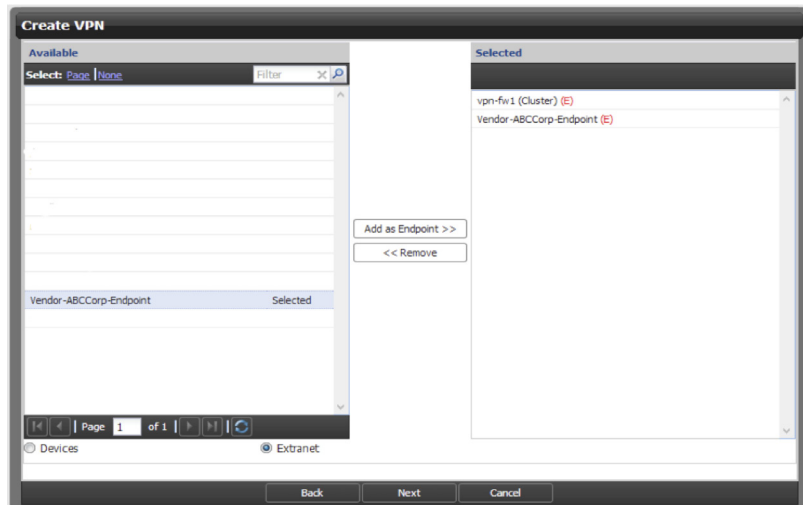 Create VPN
Available
Selected
Select: Page | None
Filter
vpn-fw1 (Cluster) (E)
Vendor-ABCCorp-Endpoint (E)
Add as Endpoint >>
<< Remove
Vendor-ABCCorp-Endpoint Selected
Page 1 of 1
Devices
Extranet
Back
Next
Cancel